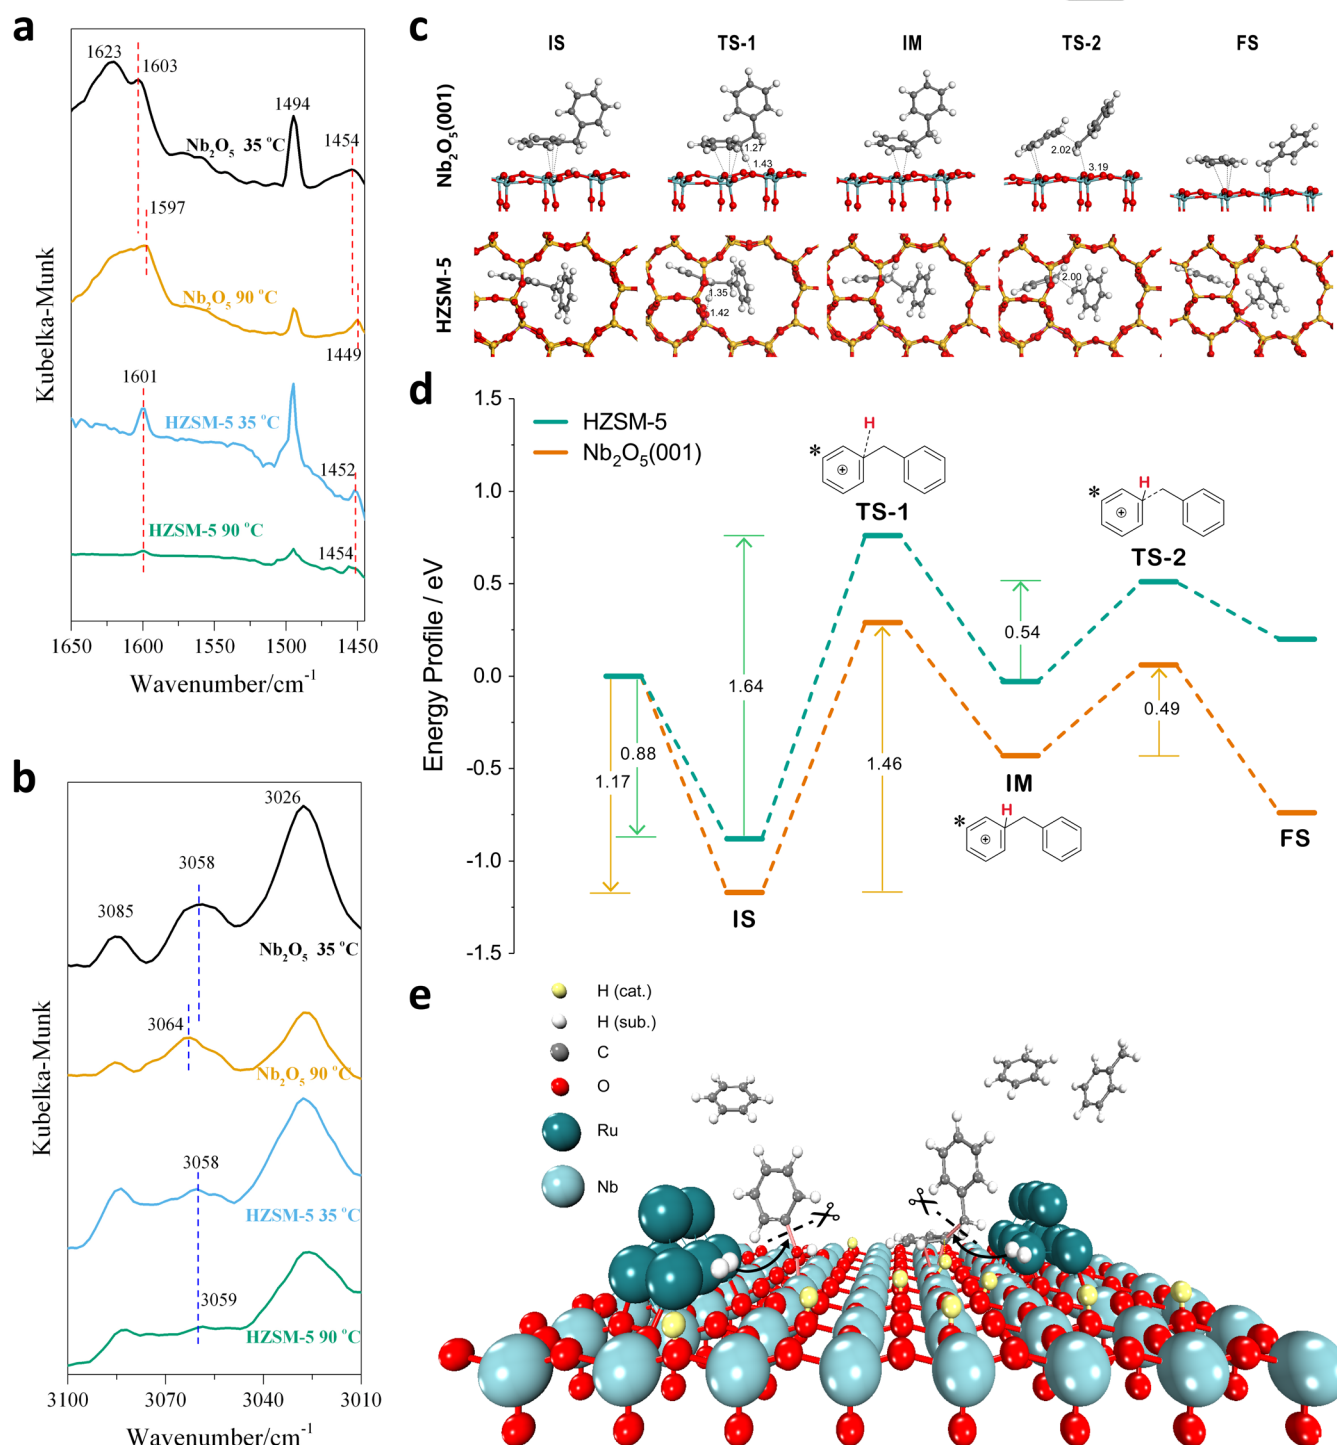 a
1623
1603
1494
1454
Nb₂O₅ 35 °C
1597
Nb₂O₅ 90 °C
1449
1601
HZSM-5 35 °C
1452
HZSM-5 90 °C
1454
Kubelka-Munk
1650 1600 1550 1500 1450
Wavenumber/cm⁻¹
b
3026
3058
3085
Nb₂O₅ 35 °C
3064
Nb₂O₅ 90 °C
3058
HZSM-5 35 °C
3059
HZSM-5 90 °C
Kubelka-Munk
3100 3070 3040 3010
Wavenumber/cm⁻¹
c
IS TS-1 IM TS-2 FS
Nb₂O₅(001)
1.27
1.43
2.02
3.19
HZSM-5
1.35
1.42
2.00
d
HZSM-5
Nb₂O₅(001)
Energy Profile / eV
1.5
1.0
0.5
0.0
-0.5
-1.0
-1.5
0.88
1.17
1.64
1.46
0.54
0.49
* H +
TS-1
* H +
TS-2
IS
IM
* H +
FS
e
H (cat.)
H (sub.)
C
O
Ru
Nb